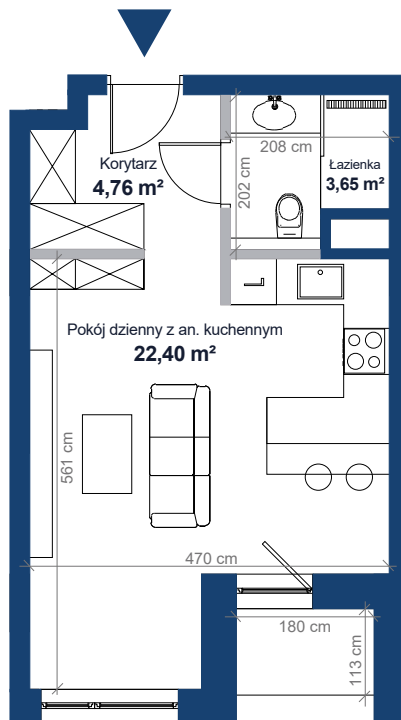 Korytarz
4,76 m²
208 cm
Łazienka
3,65 m²
202 cm
Pokój dzienny z an. kuchennym
22,40 m²
561 cm
470 cm
180 cm
113 cm